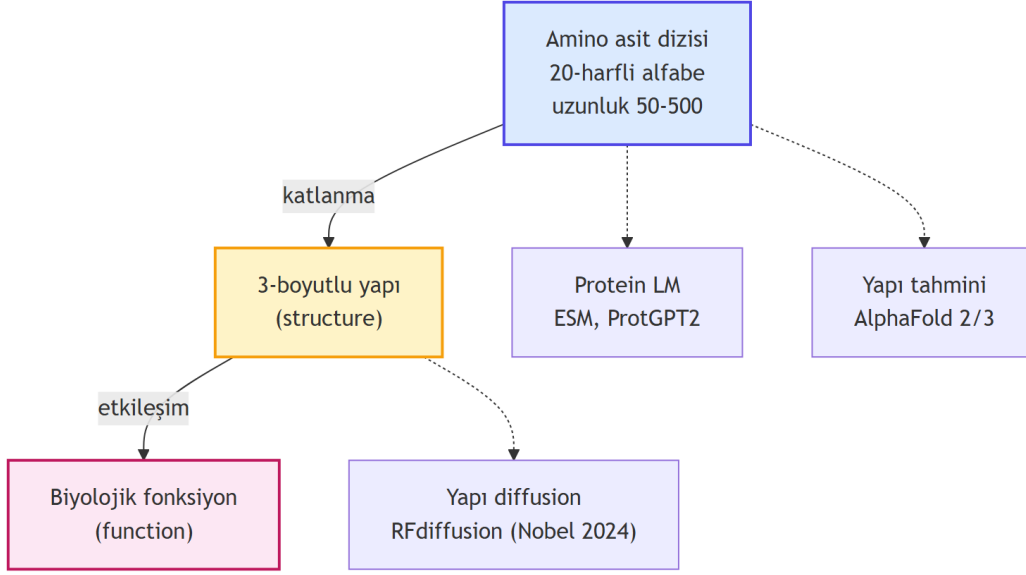 Amino asit dizisi
20-harfli alfabe
uzunluk 50-500
katlanma
3-boyutlu yapı
(structure)
Protein LM
ESM, ProtGPT2
Yapı tahmini
AlphaFold 2/3
etkileşim
Biyolojik fonksiyon
(function)
Yapı diffusion
RFdiffusion (Nobel 2024)